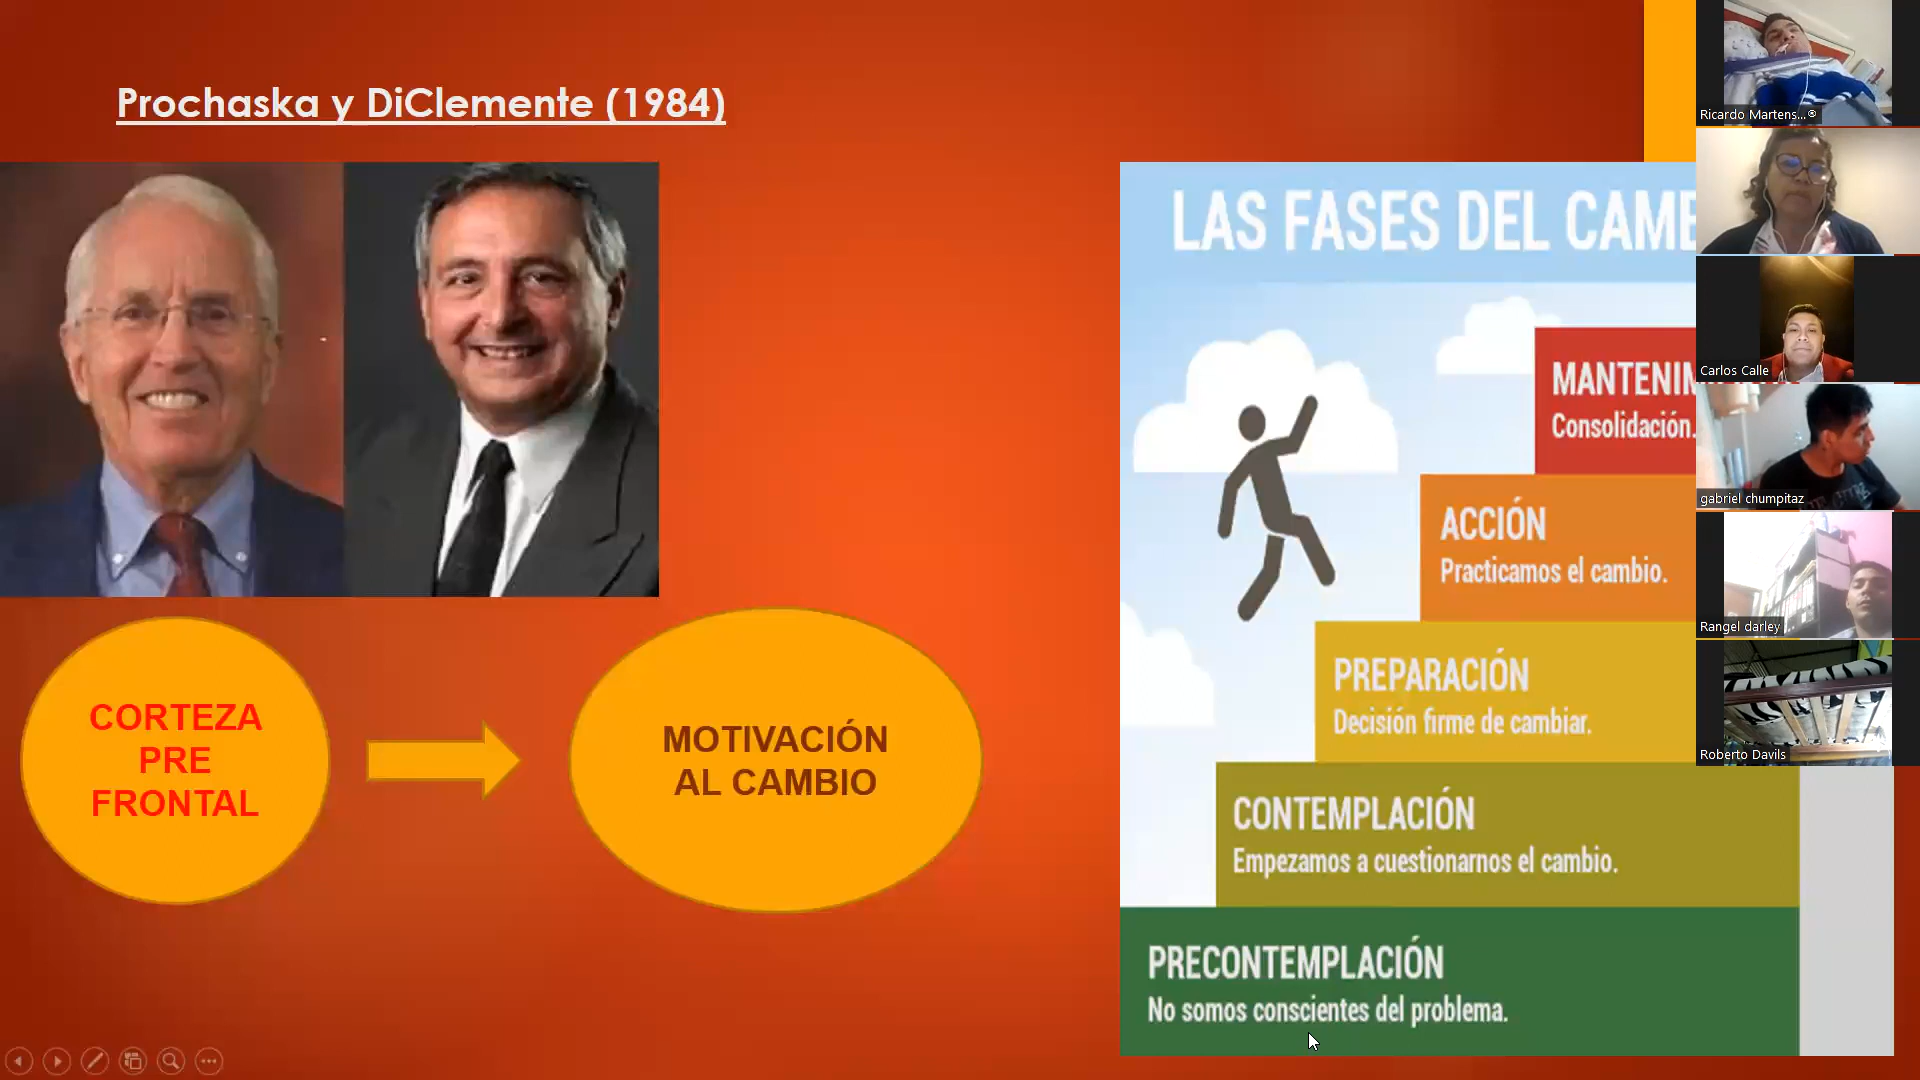 Prochaska y DiClemente (1984)
LAS FASES DEL CAMB
MANTENIM
Consolidación.
ACCIÓN
Practicamos el cambio.
PREPARACIÓN
Decisión firme de cambiar.
CONTEMPLACIÓN
Empezamos a cuestionarnos el cambio.
PRECONTEMPLACIÓN
No somos conscientes del problema.
CORTEZA
PRE
FRONTAL
MOTIVACIÓN
AL CAMBIO
Ricardo Martens...®
Carlos Calle
gabriel chumpitaz
Rangel darley
Roberto Davils